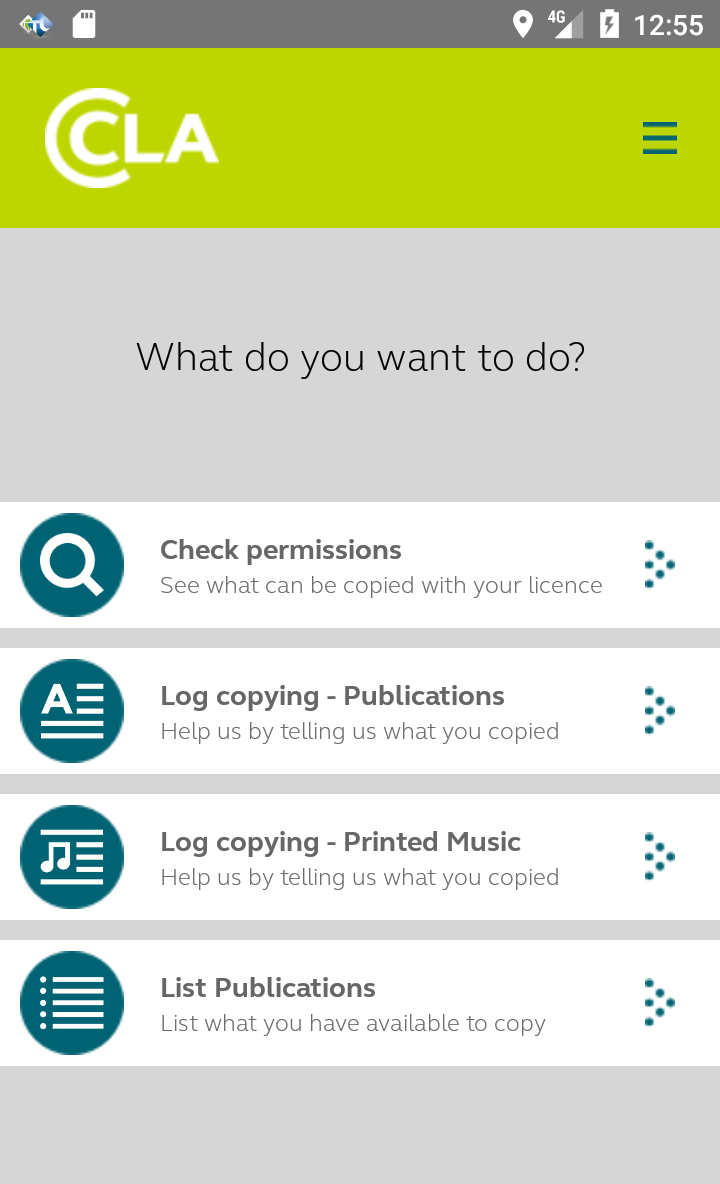 4G
12:55
CLA
What do you want to do?
Check permissions
See what can be copied with your licence
Log copying - Publications
Help us by telling us what you copied
Log copying - Printed Music
Help us by telling us what you copied
List Publications
List what you have available to copy